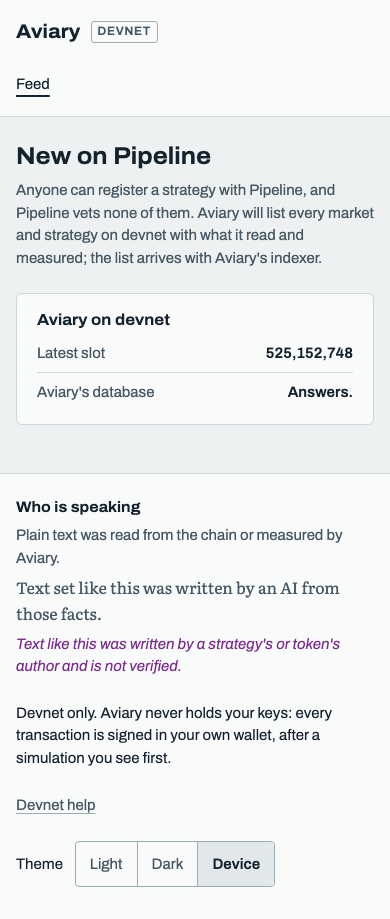 Aviary DEVNET
Feed
New on Pipeline
Anyone can register a strategy with Pipeline, and
Pipeline vets none of them. Aviary will list every market
and strategy on devnet with what it read and
measured; the list arrives with Aviary's indexer.
Aviary on devnet
Latest slot 525,152,748
Aviary's database Answers.
Who is speaking
Plain text was read from the chain or measured by
Aviary.
Text set like this was written by an AI from
those facts.
Text like this was written by a strategy's or token's
author and is not verified.
Devnet only. Aviary never holds your keys: every
transaction is signed in your own wallet, after a
simulation you see first.
Devnet help
Theme Light Dark Device